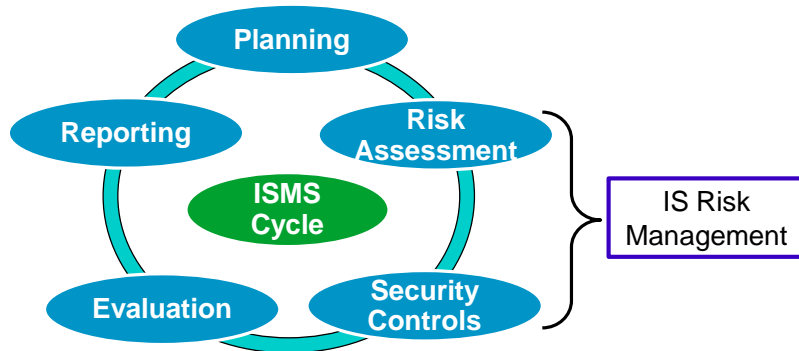 Planning
Reporting
Risk
Assessment
ISMS
Cycle
IS Risk
Management
Evaluation
Security
Controls